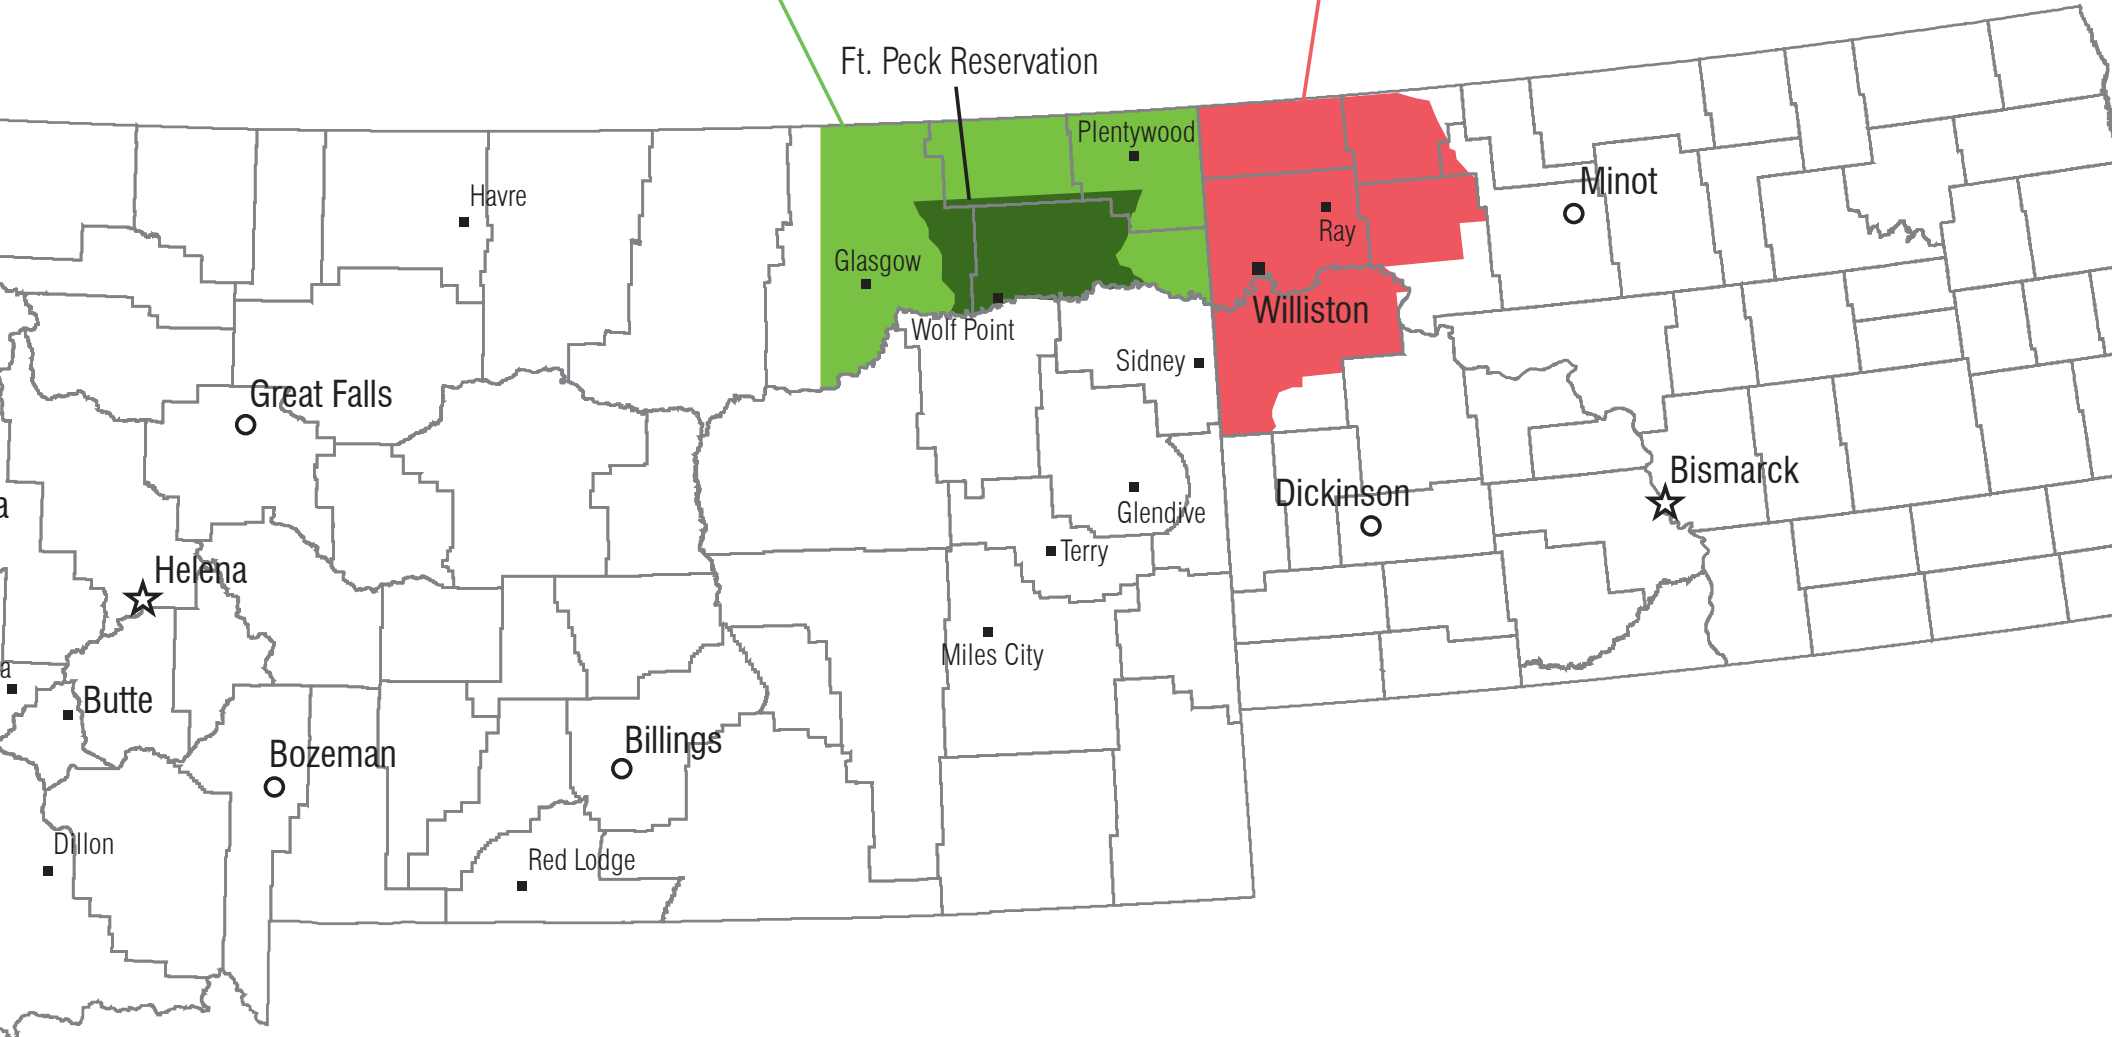 Ft. Peck Reservation
Plentywood
Havre
Minot
Ray
Glasgow
Williston
Wolf Point
Sidney
Great Falls
Bismarck
Dickinson
a
Glendive
Terry
Helena
Miles City
a
Butte
Billings
Bozeman
Dillon
Red Lodge